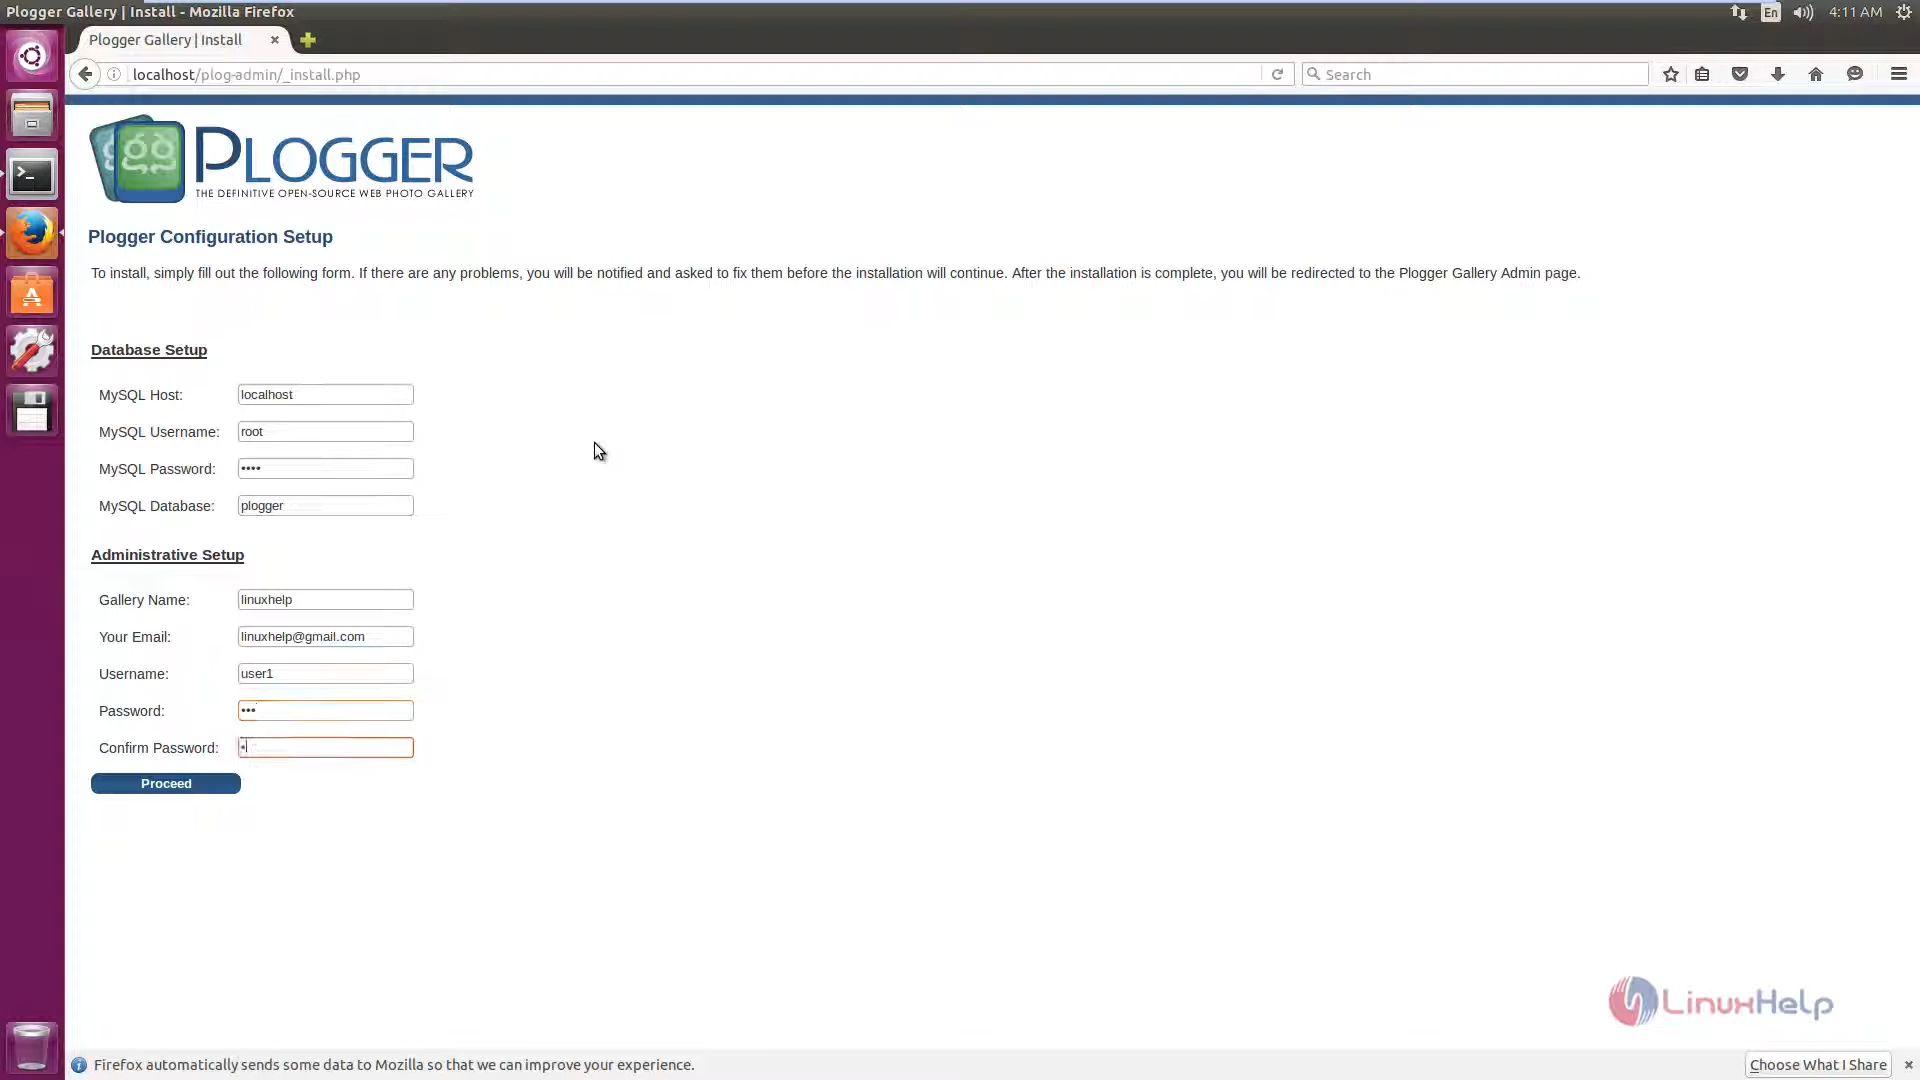 Plogger Gallery | Install - Mozilla Firefox
En
4:11 AM
Plogger Gallery | Install
localhost/plog-admin/_install.php
Search
PLOGGER
THE DEFINITIVE OPEN-SOURCE WEB PHOTO GALLERY
Plogger Configuration Setup
To install, simply fill out the following form. If there are any problems, you will be notified and asked to fix them before the installation will continue. After the installation is complete, you will be redirected to the Plogger Gallery Admin page.
Database Setup
MySQL Host: localhost
MySQL Username: root
MySQL Password: ••••
MySQL Database: plogger
Administrative Setup
Gallery Name: linuxhelp
Your Email: linuxhelp@gmail.com
Username: user1
Password: •••
Confirm Password: •
Proceed
LinuxHelp
Firefox automatically sends some data to Mozilla so that we can improve your experience.
Choose What I Share